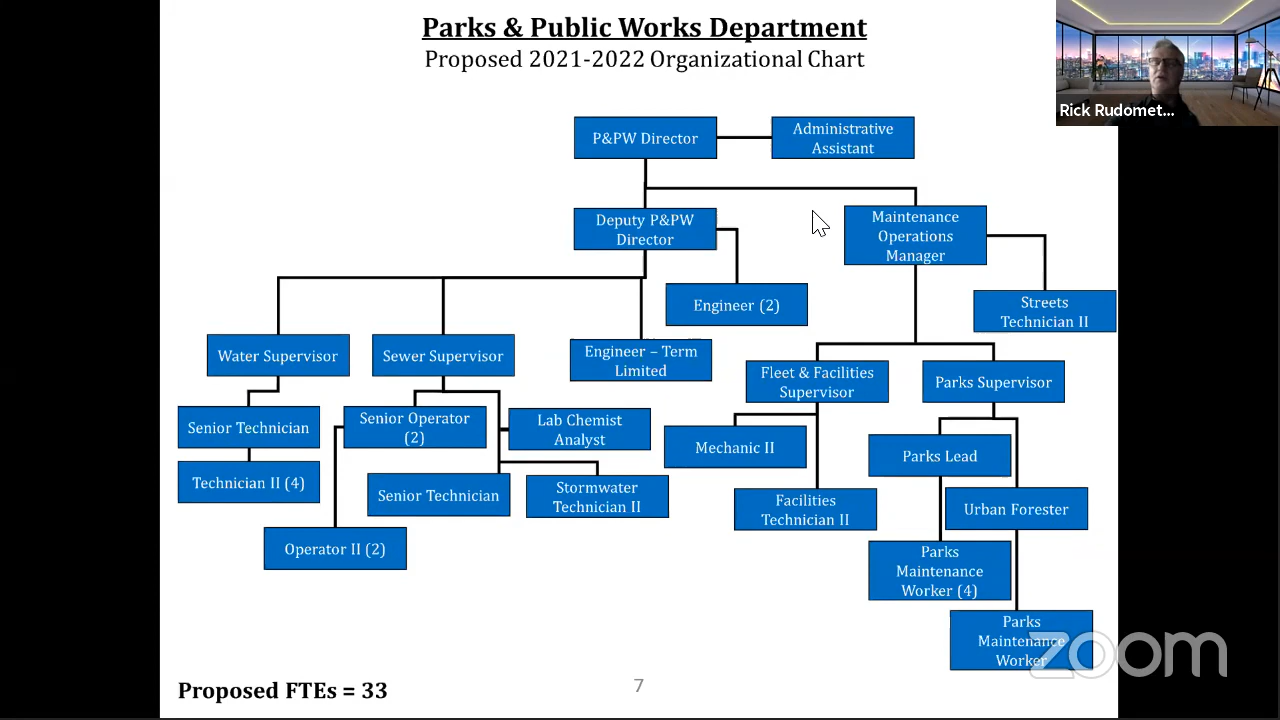 Parks & Public Works Department
Proposed 2021-2022 Organizational Chart
Rick Rudomet...
P&PW Director
Administrative
Assistant
Deputy P&PW
Director
Maintenance
Operations
Manager
Engineer (2)
Streets
Technician II
Water Supervisor
Sewer Supervisor
Engineer – Term
Limited
Fleet & Facilities
Supervisor
Parks Supervisor
Senior Technician
Senior Operator
(2)
Lab Chemist
Analyst
Mechanic II
Parks Lead
Technician II (4)
Senior Technician
Stormwater
Technician II
Facilities
Technician II
Urban Forester
Operator II (2)
Parks
Maintenance
Worker (4)
Parks
Maintenance
Worker
zoom
Proposed FTEs = 33
7